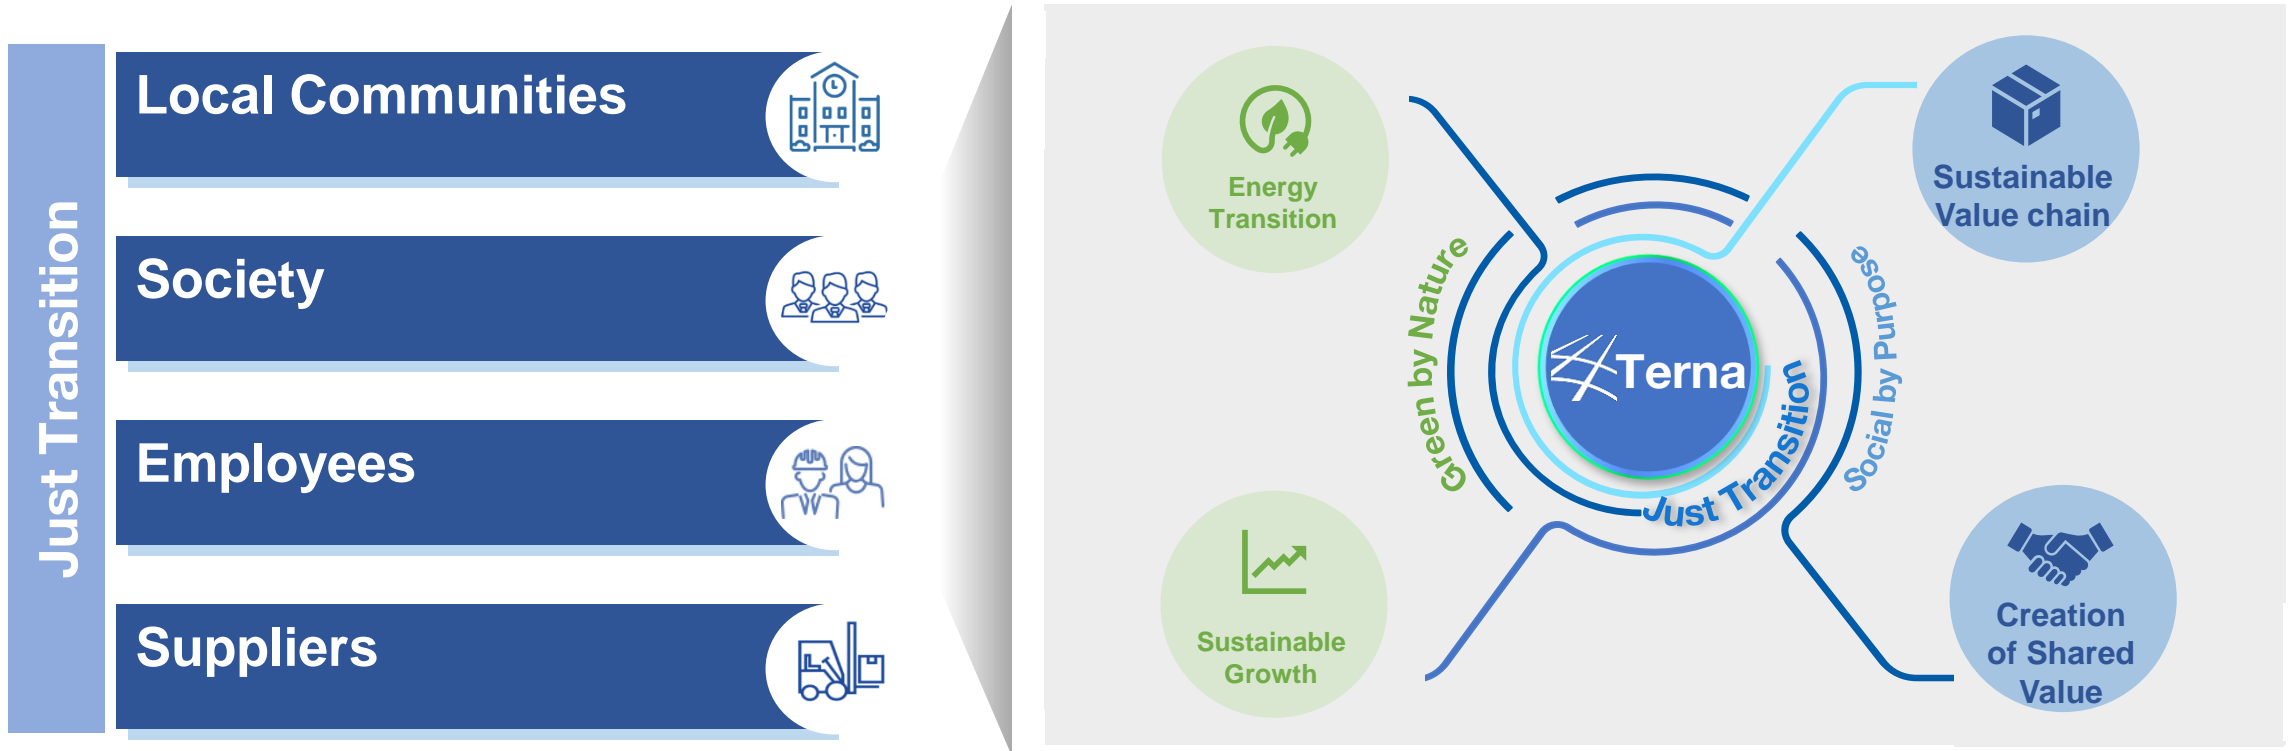 Just Transition
Local Communities
Society
Employees
Suppliers
Energy
Transition
Sustainable
Value chain
Green by Nature
Terna
Just Transition
Social by Purpose
Sustainable
Growth
Creation
of Shared
Value